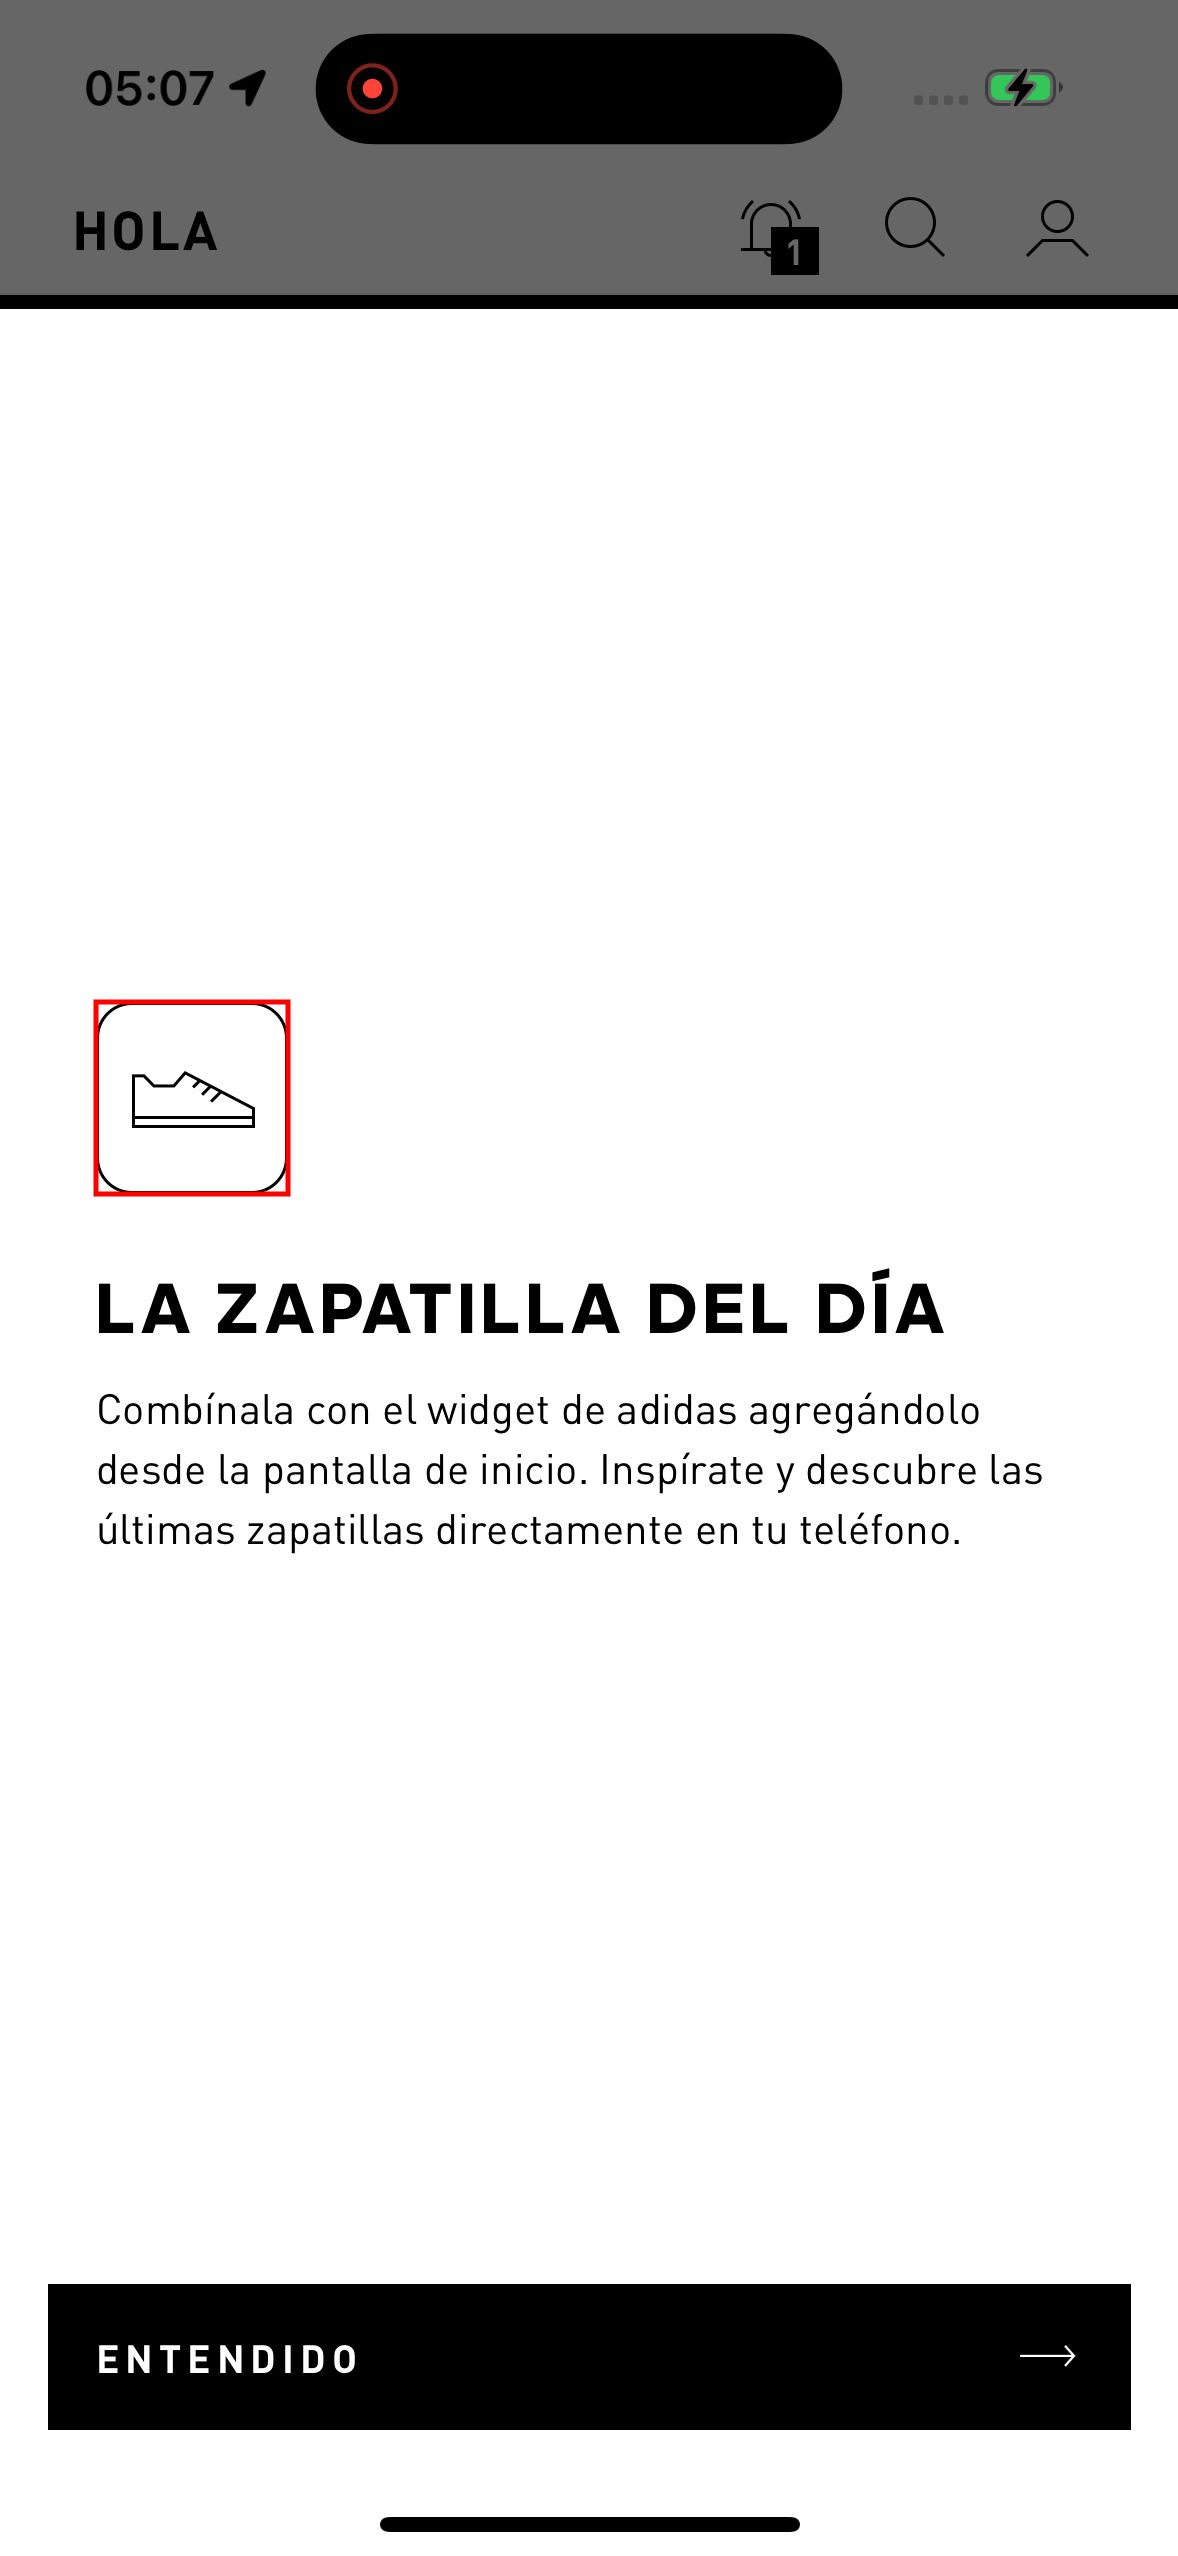 05:07
HOLA
1
LA ZAPATILLA DEL DÍA
Combínala con el widget de adidas agregándolo
desde la pantalla de inicio. Inspírate y descubre las
últimas zapatillas directamente en tu teléfono.
ENTENDIDO